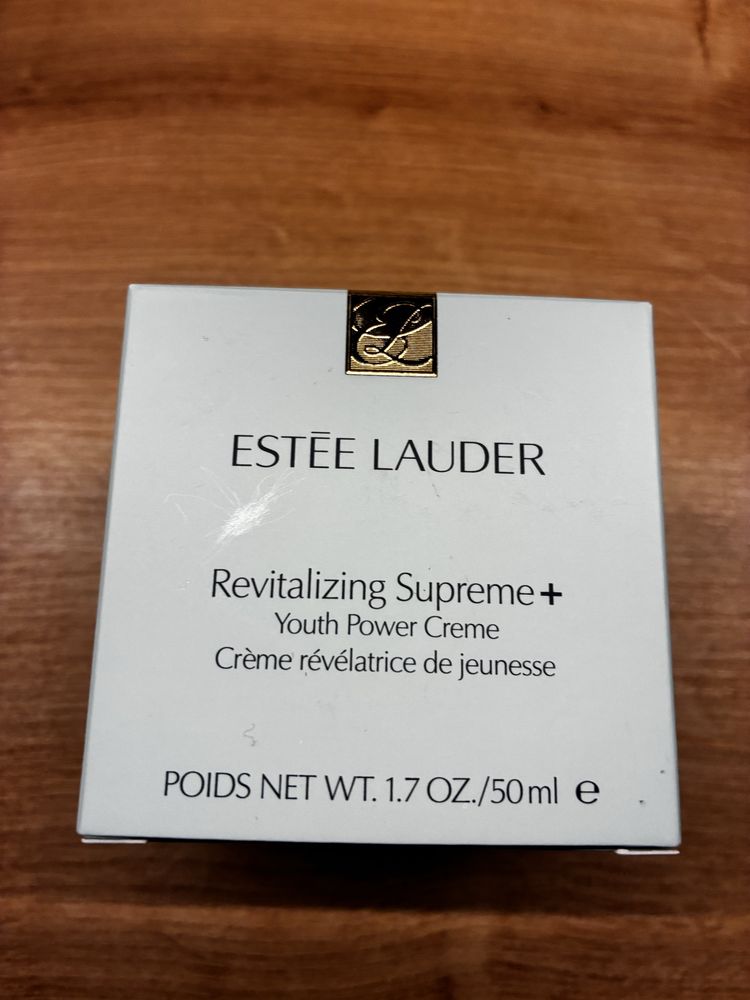 ESTĒE LAUDER
Revitalizing Supreme+
Youth Power Creme
Crème révélatrice de jeunesse
POIDS NET WT. 1.7 OZ./50ml ℮